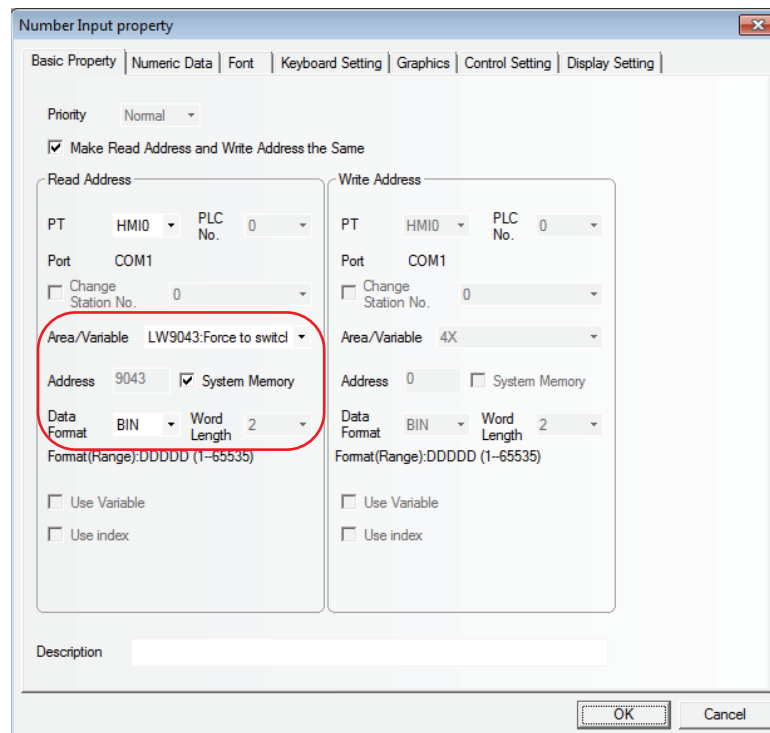 Number Input property
Basic Property Numeric Data Font Keyboard Setting Graphics Control Setting Display Setting
Priority Normal
Make Read Address and Write Address the Same
Read Address
PT HMI0 PLC No. 0
Port COM1
Change Station No. 0
Area/Variable LW9043:Force to switcl
Address 9043 System Memory
Data Format BIN Word Length 2
Format(Range):DDDDD (1--65535)
Use Variable
Use index
Write Address
PT HMI0 PLC No. 0
Port COM1
Change Station No. 0
Area/Variable 4X
Address 0 System Memory
Data Format BIN Word Length 2
Format(Range):DDDDD (1--65535)
Use Variable
Use index
Description
OK Cancel